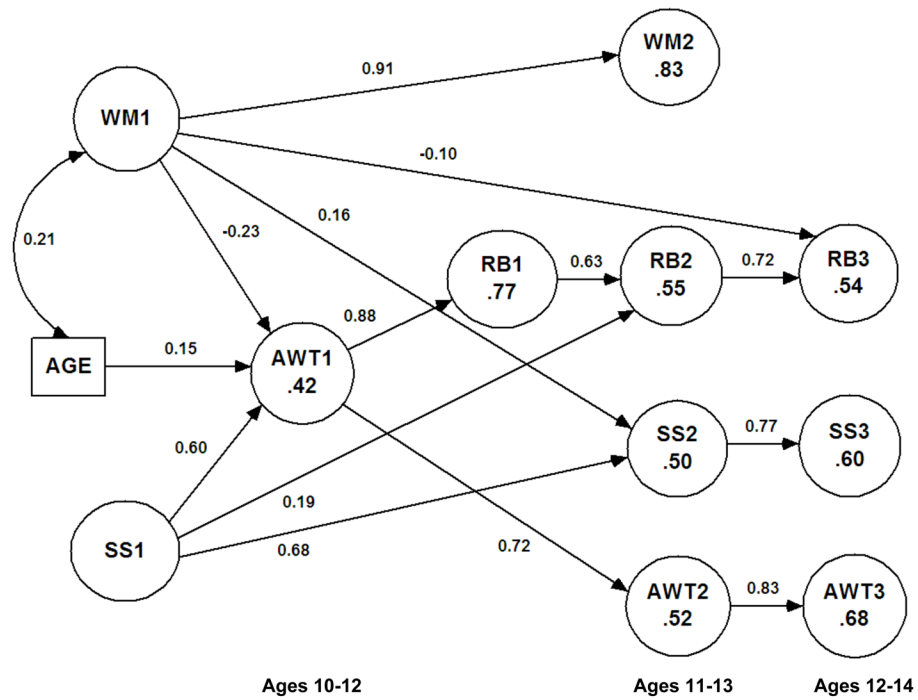 WM2
.83
0.91
WM1
-0.10
0.16
0.21
-0.23
RB1
.77
0.63
RB2
.55
0.72
RB3
.54
0.88
AGE
0.15
AWT1
.42
0.60
SS2
.50
0.77
SS3
.60
0.19
SS1
0.68
0.72
AWT2
.52
0.83
AWT3
.68
Ages 10-12
Ages 11-13
Ages 12-14